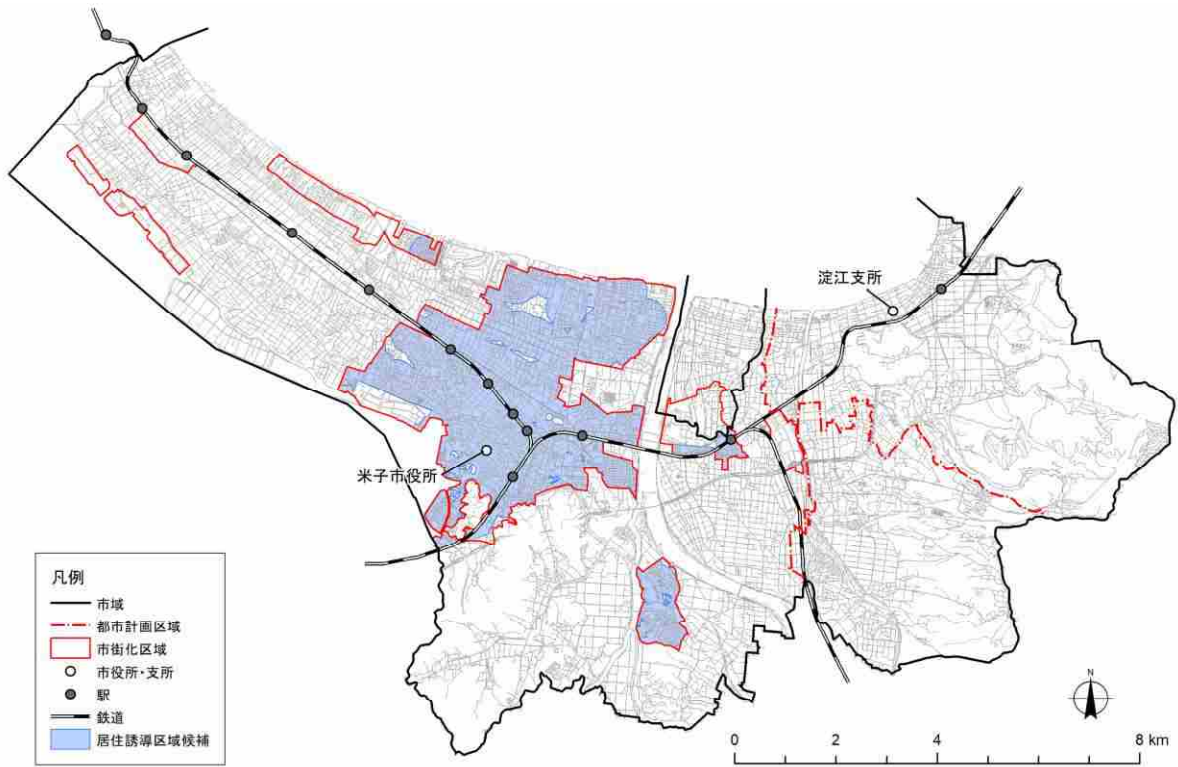 淀江支所
米子市役所
凡例
市域
都市計画区域
市街化区域
市役所・支所
駅
鉄道
居住誘導区域候補
N
0 2 4 8 km